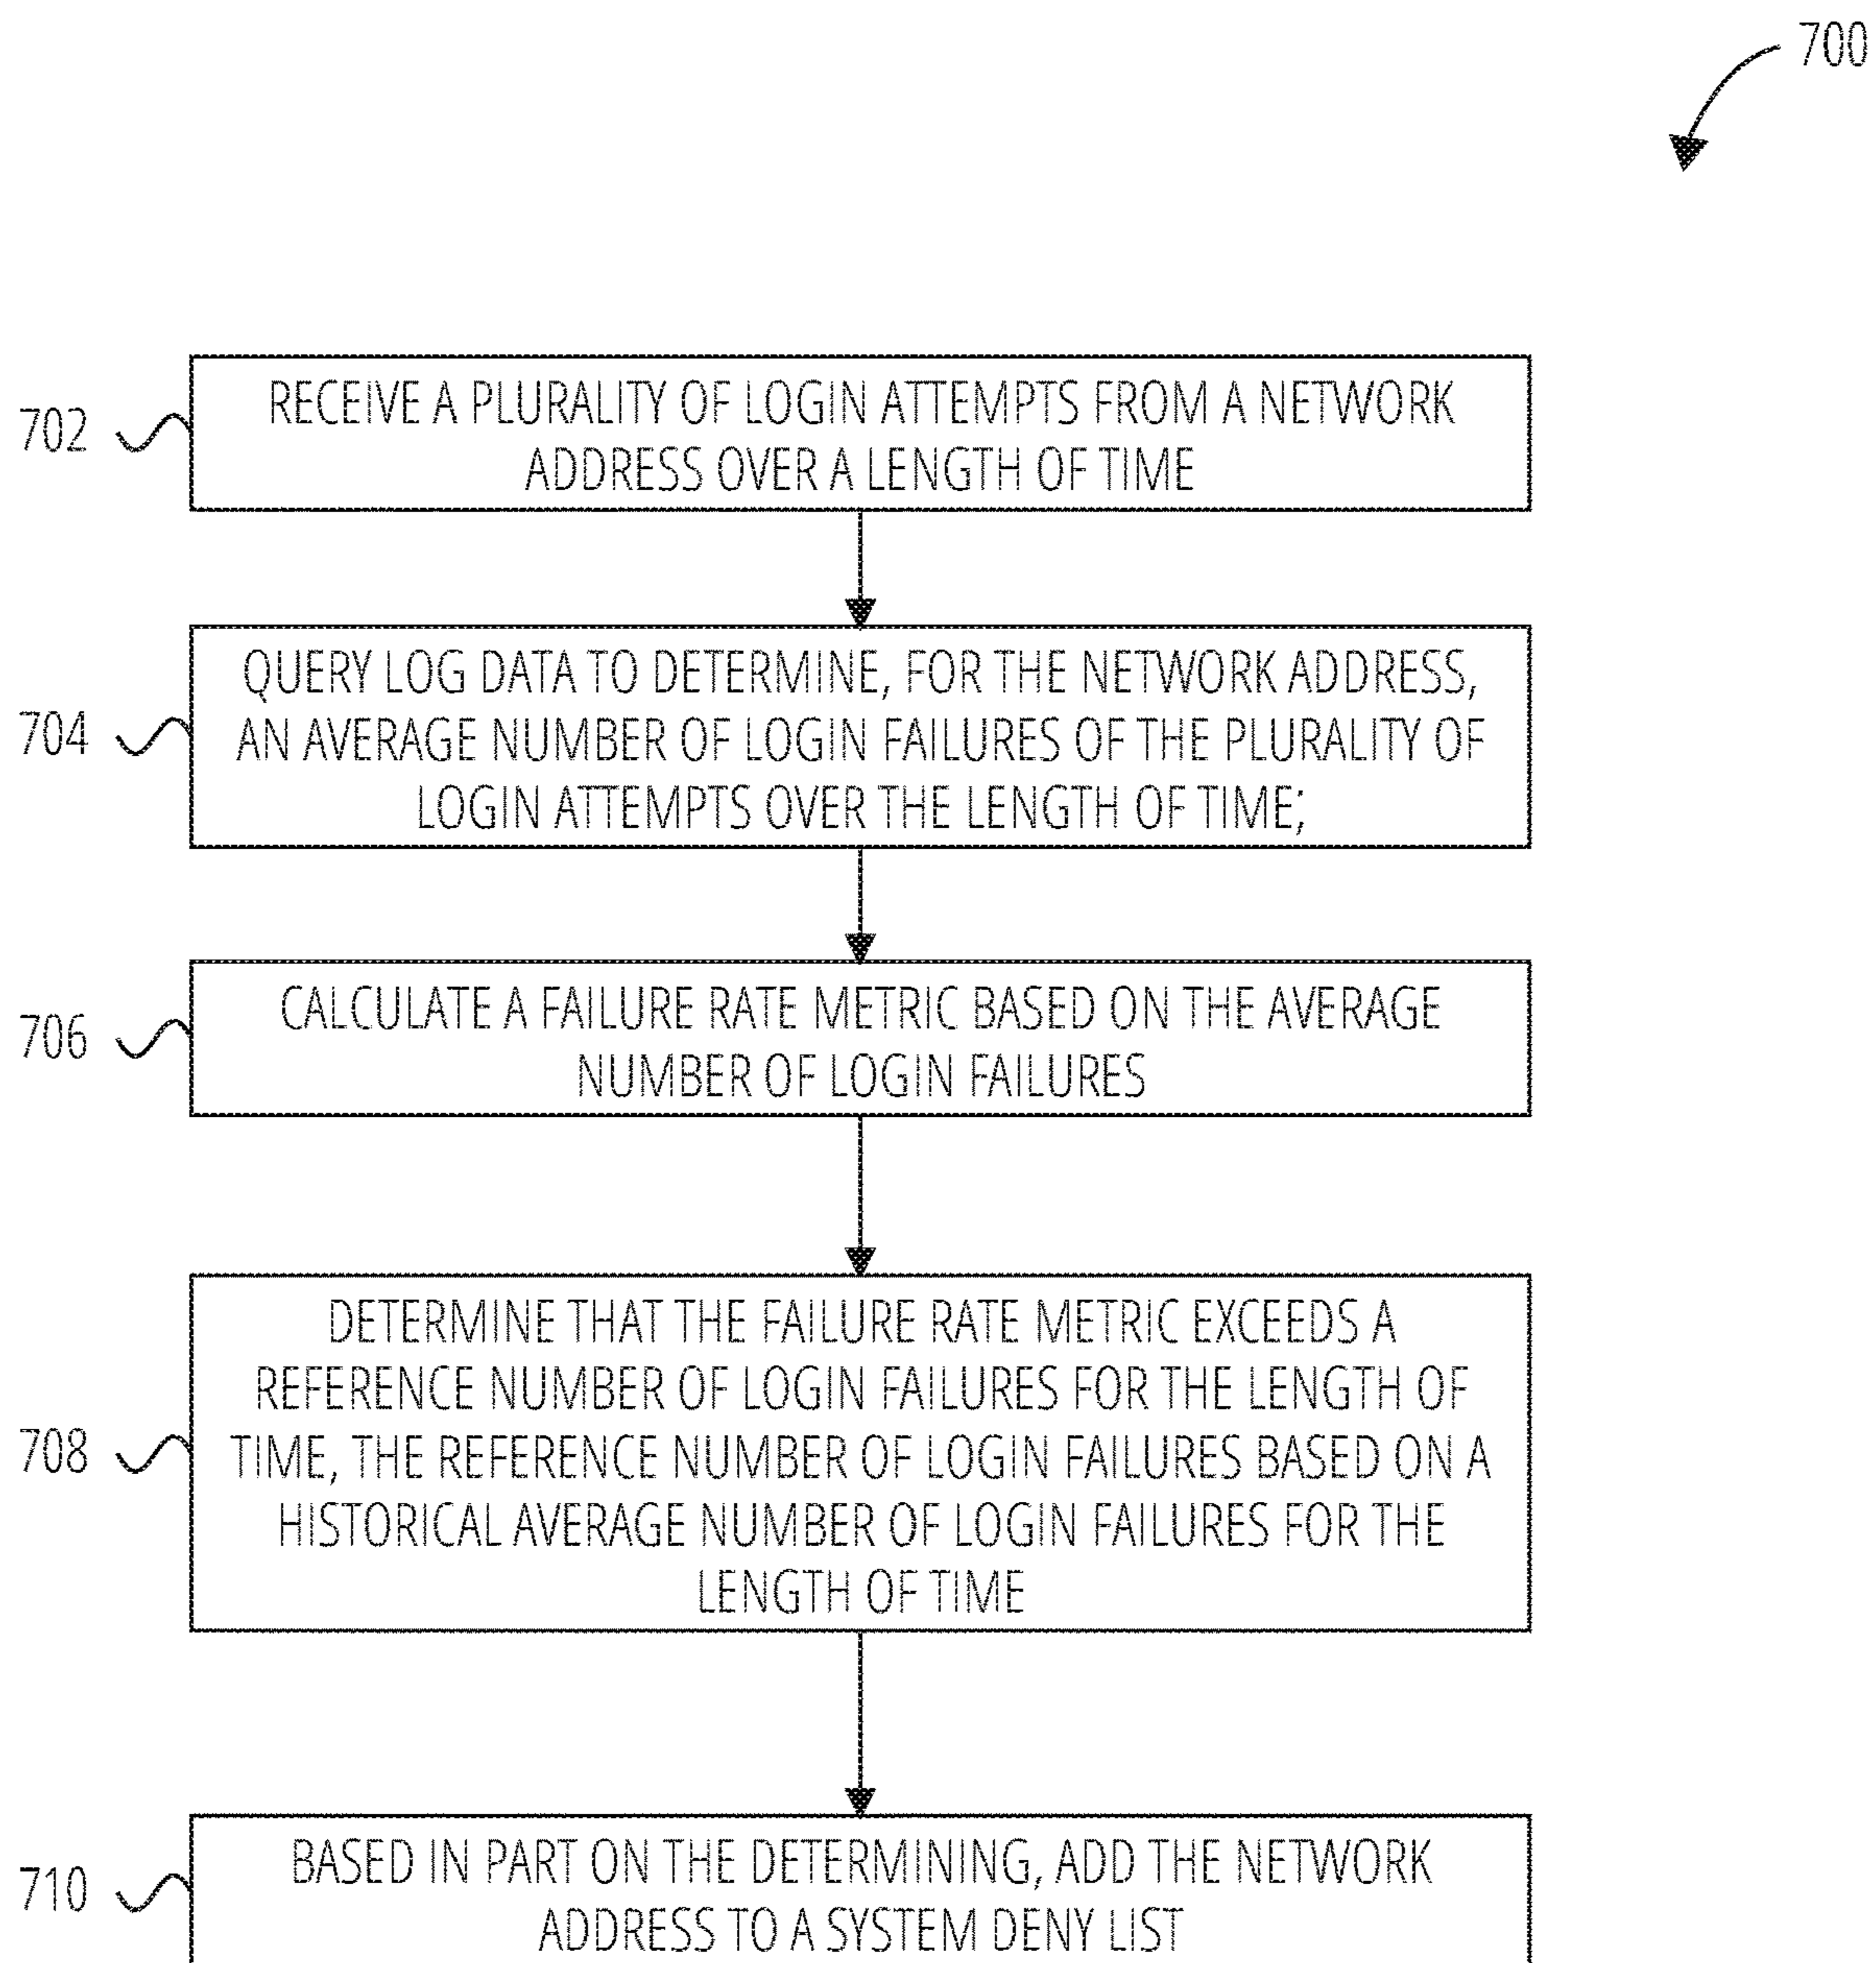 700
702
RECEIVE A PLURALITY OF LOGIN ATTEMPTS FROM A NETWORK
ADDRESS OVER A LENGTH OF TIME
704
QUERY LOG DATA TO DETERMINE, FOR THE NETWORK ADDRESS,
AN AVERAGE NUMBER OF LOGIN FAILURES OF THE PLURALITY OF
LOGIN ATTEMPTS OVER THE LENGTH OF TIME;
706
CALCULATE A FAILURE RATE METRIC BASED ON THE AVERAGE
NUMBER OF LOGIN FAILURES
708
DETERMINE THAT THE FAILURE RATE METRIC EXCEEDS A
REFERENCE NUMBER OF LOGIN FAILURES FOR THE LENGTH OF
TIME, THE REFERENCE NUMBER OF LOGIN FAILURES BASED ON A
HISTORICAL AVERAGE NUMBER OF LOGIN FAILURES FOR THE
LENGTH OF TIME
710
BASED IN PART ON THE DETERMINING, ADD THE NETWORK
ADDRESS TO A SYSTEM DENY LIST